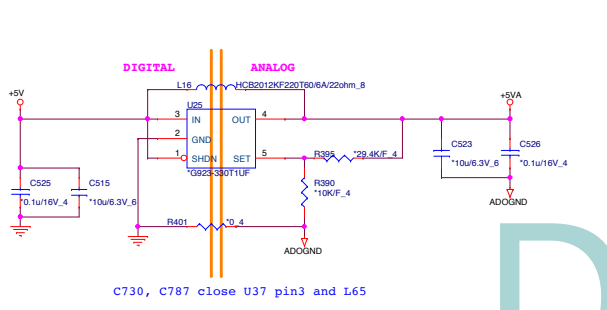 DIGITAL ANALOG
L16 HCB2012KF220T60/6A/22ohm_8
+5V
+5VA
U25
3 IN OUT 4
2 GND
1 SHDN SET 5
*G923-330T1UF
R395 *29.4K/F_4
R390
*10K/F_4
C523
*10u/6.3V_6
C526
*0.1u/16V_4
C525
*0.1u/16V_4
C515
*10u/6.3V_6
ADOGND
R401 *0_4
ADOGND
C730, C787 close U37 pin3 and L65